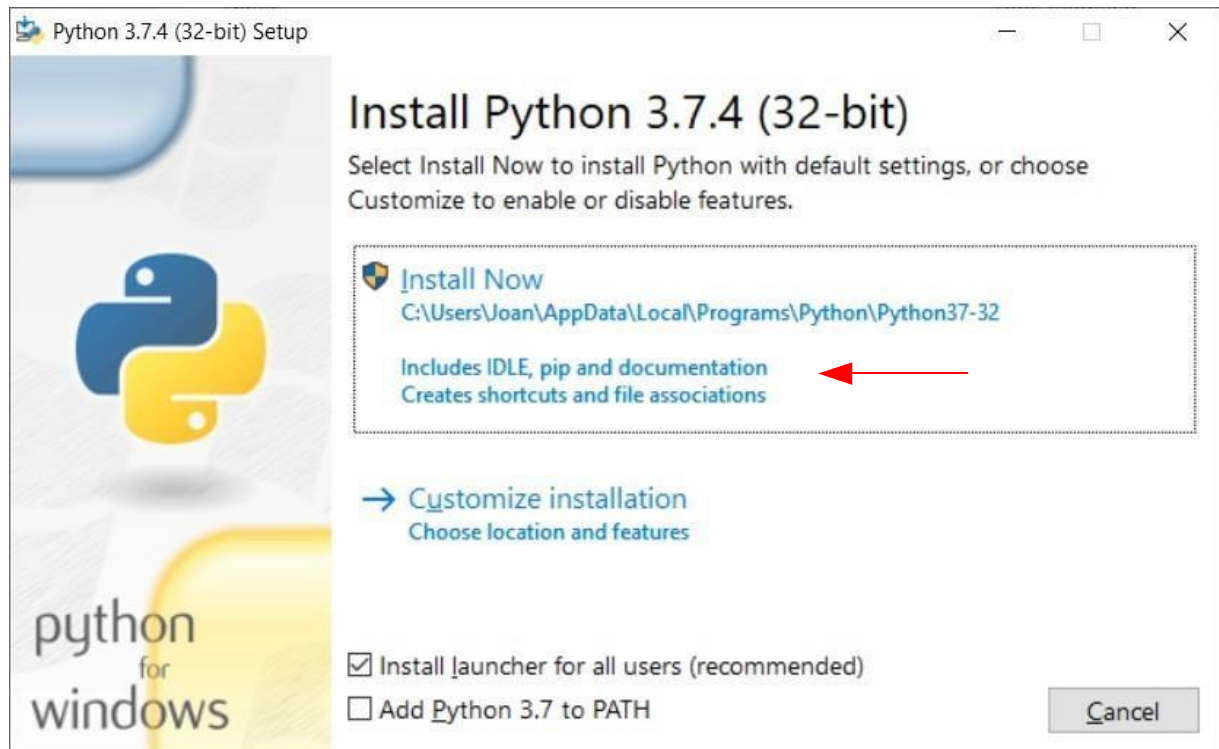 Python 3.7.4 (32-bit) Setup
Install Python 3.7.4 (32-bit)
Select Install Now to install Python with default settings, or choose
Customize to enable or disable features.
Install Now
C:\Users\Joan\AppData\Local\Programs\Python\Python37-32
Includes IDLE, pip and documentation
Creates shortcuts and file associations
Customize installation
Choose location and features
python
for
windows
Install launcher for all users (recommended)
Add Python 3.7 to PATH
Cancel